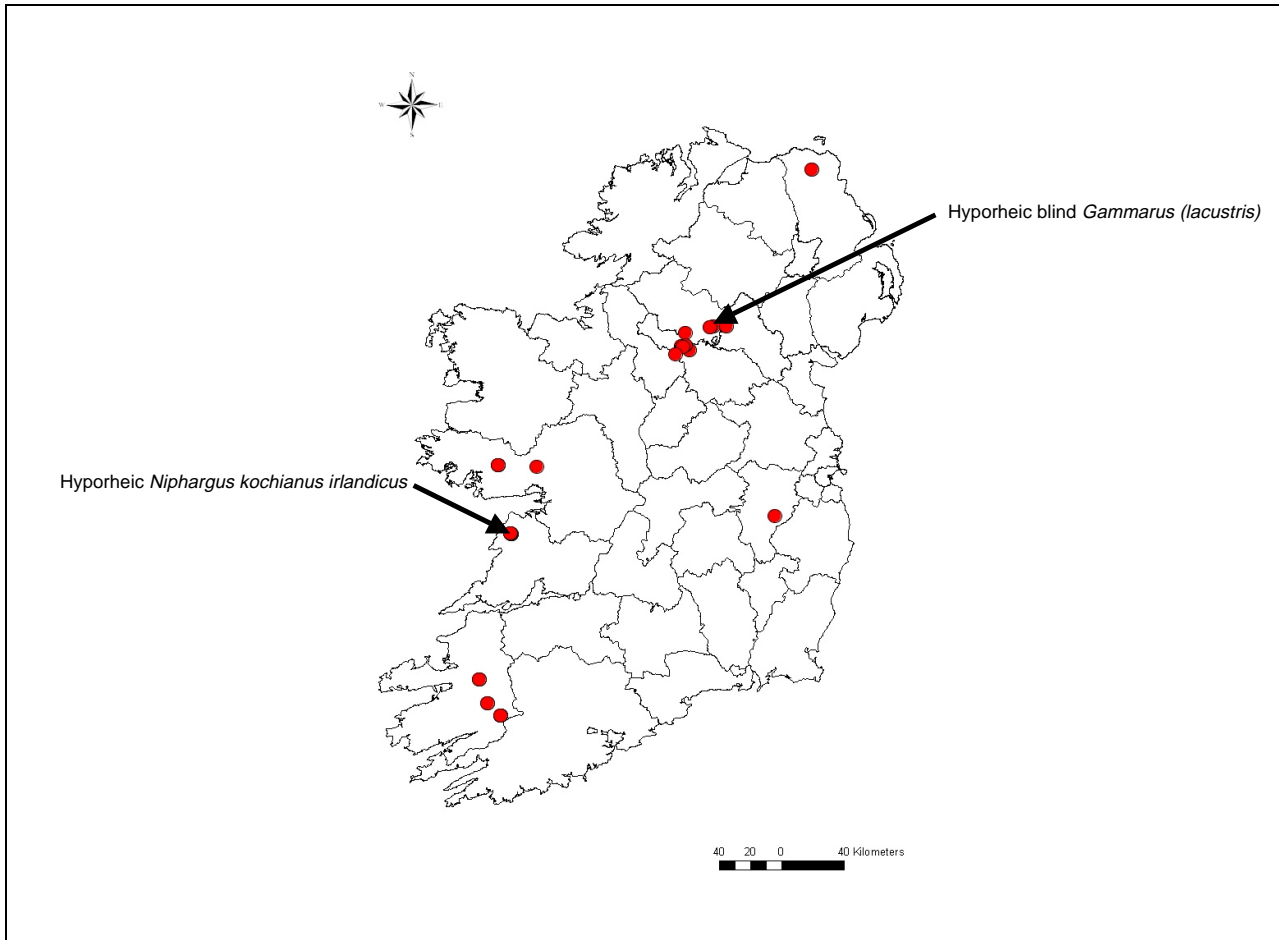 N
W E
S
Hyporheic blind Gammarus (lacustris)
Hyporheic Niphargus kochianus irlandicus
40 20 0 40 Kilometers